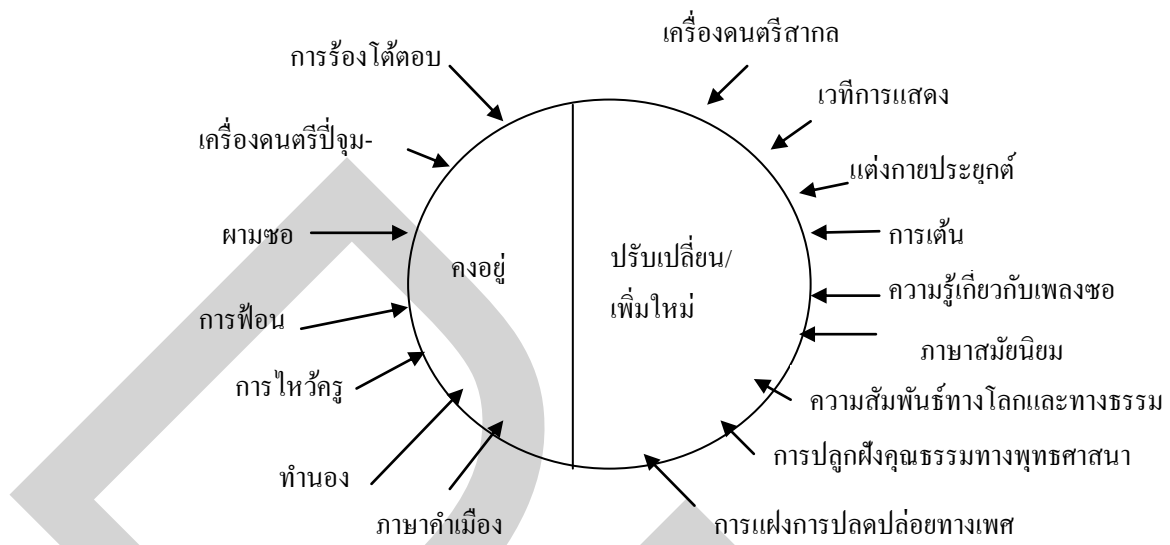 การร้องโต้ตอบ
เครื่องดนตรีปี่จุม-
ผามซอ
การฟ้อน
การไหว้ครู
ทำนอง
ภาษาคำเมือง
คงอยู่
ปรับเปลี่ยน/
เพิ่มใหม่
เครื่องดนตรีสากล
เวทีการแสดง
แต่งกายประยุกต์
การเต้น
ความรู้เกี่ยวกับเพลงซอ
ภาษาสมัยนิยม
ความสัมพันธ์ทางโลกและทางธรรม
การปลูกฝังคุณธรรมทางพุทธศาสนา
การแฝงการปลดปล่อยทางเพศ